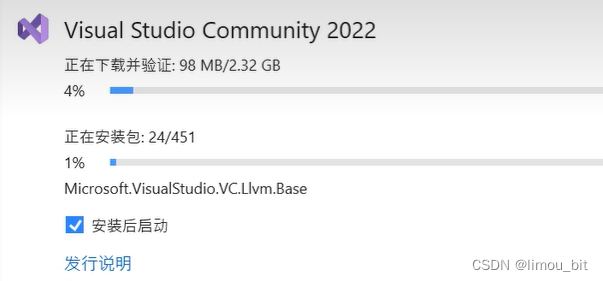 Visual Studio Community 2022
正在下载并验证: 98 MB/2.32 GB
4%
正在安装包: 24/451
1%
Microsoft.VisualStudio.VC.Llvm.Base
安装后启动
发行说明
CSDN @limou_bit